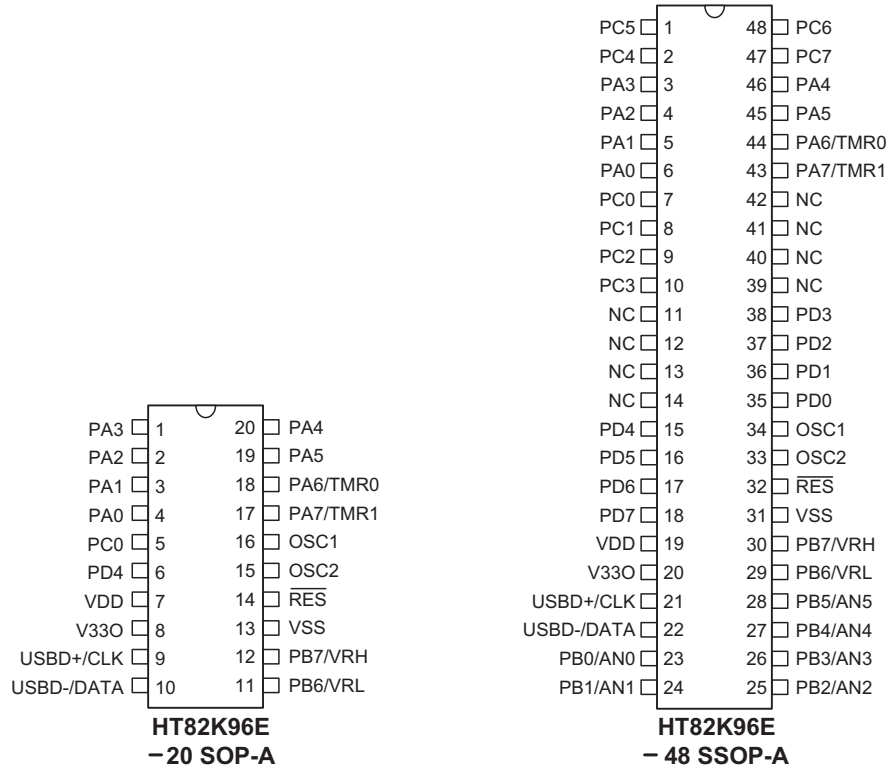 PA3 1 20 PA4
PA2 2 19 PA5
PA1 3 18 PA6/TMR0
PA0 4 17 PA7/TMR1
PC0 5 16 OSC1
PD4 6 15 OSC2
VDD 7 14 RES
V33O 8 13 VSS
USBD+/CLK 9 12 PB7/VRH
USBD-/DATA 10 11 PB6/VRL
HT82K96E
–20 SOP-A
PC5 1 48 PC6
PC4 2 47 PC7
PA3 3 46 PA4
PA2 4 45 PA5
PA1 5 44 PA6/TMR0
PA0 6 43 PA7/TMR1
PC0 7 42 NC
PC1 8 41 NC
PC2 9 40 NC
PC3 10 39 NC
NC 11 38 PD3
NC 12 37 PD2
NC 13 36 PD1
NC 14 35 PD0
PD4 15 34 OSC1
PD5 16 33 OSC2
PD6 17 32 RES
PD7 18 31 VSS
VDD 19 30 PB7/VRH
V33O 20 29 PB6/VRL
USBD+/CLK 21 28 PB5/AN5
USBD-/DATA 22 27 PB4/AN4
PB0/AN0 23 26 PB3/AN3
PB1/AN1 24 25 PB2/AN2
HT82K96E
– 48 SSOP-A